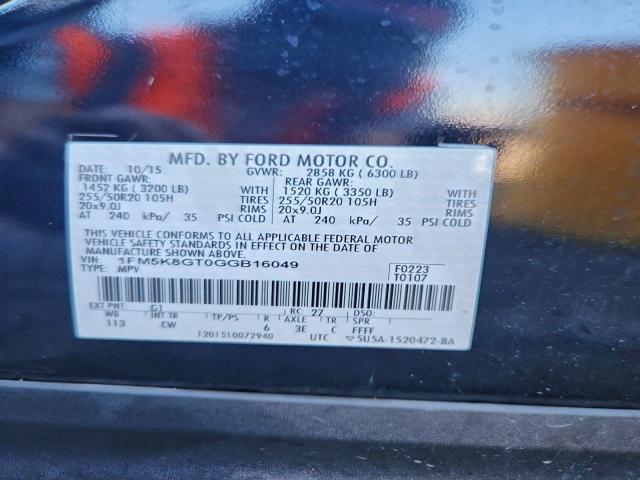 MFD. BY FORD MOTOR CO.
DATE: 10/15 GVWR: 2858 KG ( 6300 LB)
FRONT GAWR: REAR GAWR:
1452 KG ( 3200 LB) WITH 1520 KG ( 3350 LB) WITH
255/50R20 105H TIRES 255/50R20 105H TIRES
20x9.0J RIMS 20x9.0J RIMS
AT 240 kPa/ 35 PSI COLD AT 240 kPa/ 35 PSI COLD
THIS VEHICLE CONFORMS TO ALL APPLICABLE FEDERAL MOTOR
VEHICLE SAFETY STANDARDS IN EFFECT ON THE DATE OF
MANUFACTURE SHOWN ABOVE.
VIN: 1FM5K8GT0GGB16049
TYPE: MPV
F0223
T0107
EXT PNT: G1 RC: 27 DSO:
WB INT TR TP/PS R AXLE TR SPR
113 CW 6 3E C FFFF
1201510072940 UTC ▽5U5A-1520472-BA